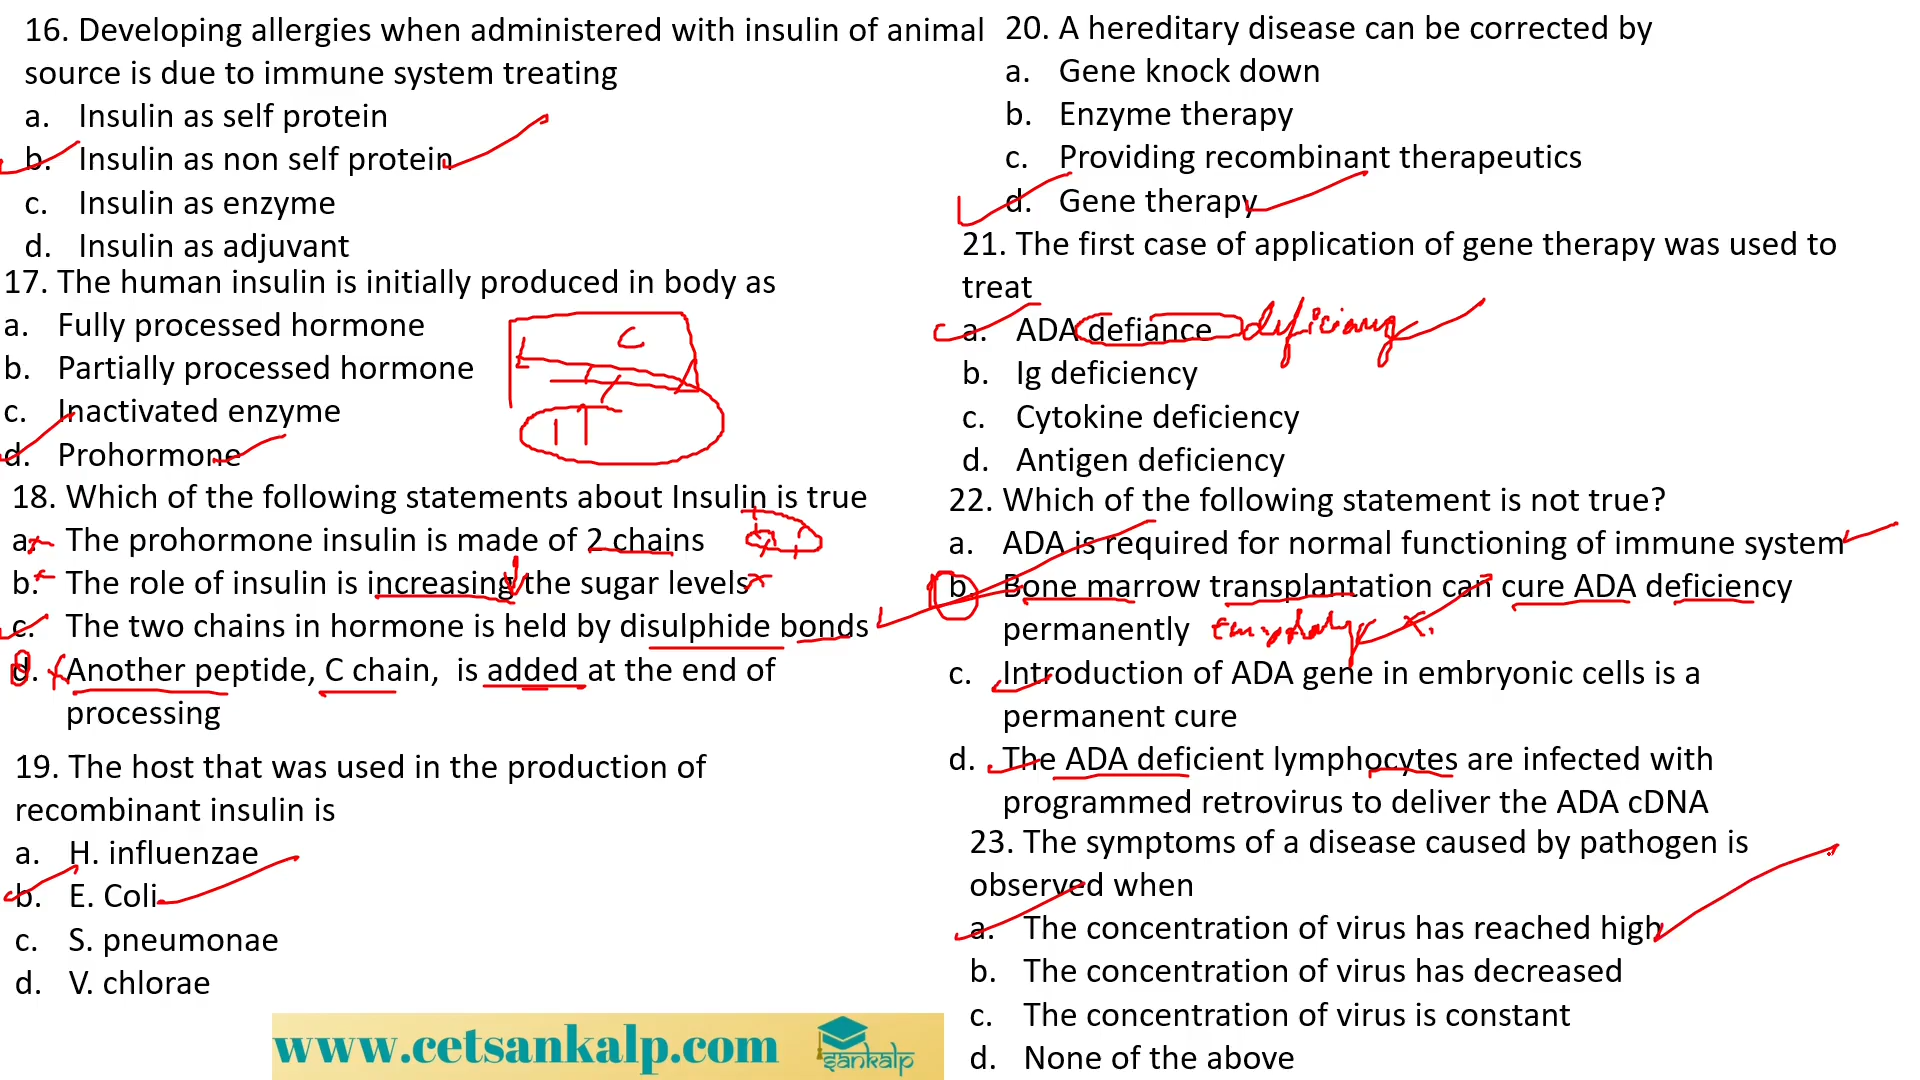 16. Developing allergies when administered with insulin of animal
source is due to immune system treating
a. Insulin as self protein
b. Insulin as non self protein
c. Insulin as enzyme
d. Insulin as adjuvant
17. The human insulin is initially produced in body as
a. Fully processed hormone
b. Partially processed hormone
c. Inactivated enzyme
d. Prohormone
C
18. Which of the following statements about Insulin is true
a. The prohormone insulin is made of 2 chains
b. The role of insulin is increasing the sugar levels
c. The two chains in hormone is held by disulphide bonds
d. Another peptide, C chain, is added at the end of
processing
19. The host that was used in the production of
recombinant insulin is
a. H. influenzae
b. E. Coli
c. S. pneumonae
d. V. chlorae
www.cetsankalp.com
sankalp
20. A hereditary disease can be corrected by
a. Gene knock down
b. Enzyme therapy
c. Providing recombinant therapeutics
d. Gene therapy
21. The first case of application of gene therapy was used to
treat
a. ADA defiance deficiency
b. Ig deficiency
c. Cytokine deficiency
d. Antigen deficiency
22. Which of the following statement is not true?
a. ADA is required for normal functioning of immune system
b. Bone marrow transplantation can cure ADA deficiency
permanently
c. Introduction of ADA gene in embryonic cells is a
permanent cure
d. The ADA deficient lymphocytes are infected with
programmed retrovirus to deliver the ADA cDNA
23. The symptoms of a disease caused by pathogen is
observed when
a. The concentration of virus has reached high
b. The concentration of virus has decreased
c. The concentration of virus is constant
d. None of the above